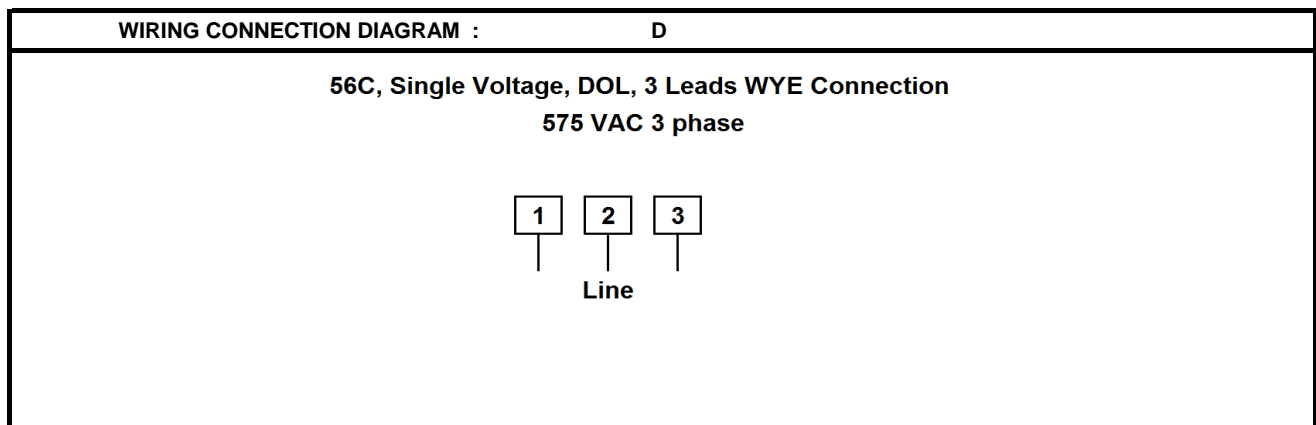 WIRING CONNECTION DIAGRAM : D
56C, Single Voltage, DOL, 3 Leads WYE Connection
575 VAC 3 phase
1 2 3
Line